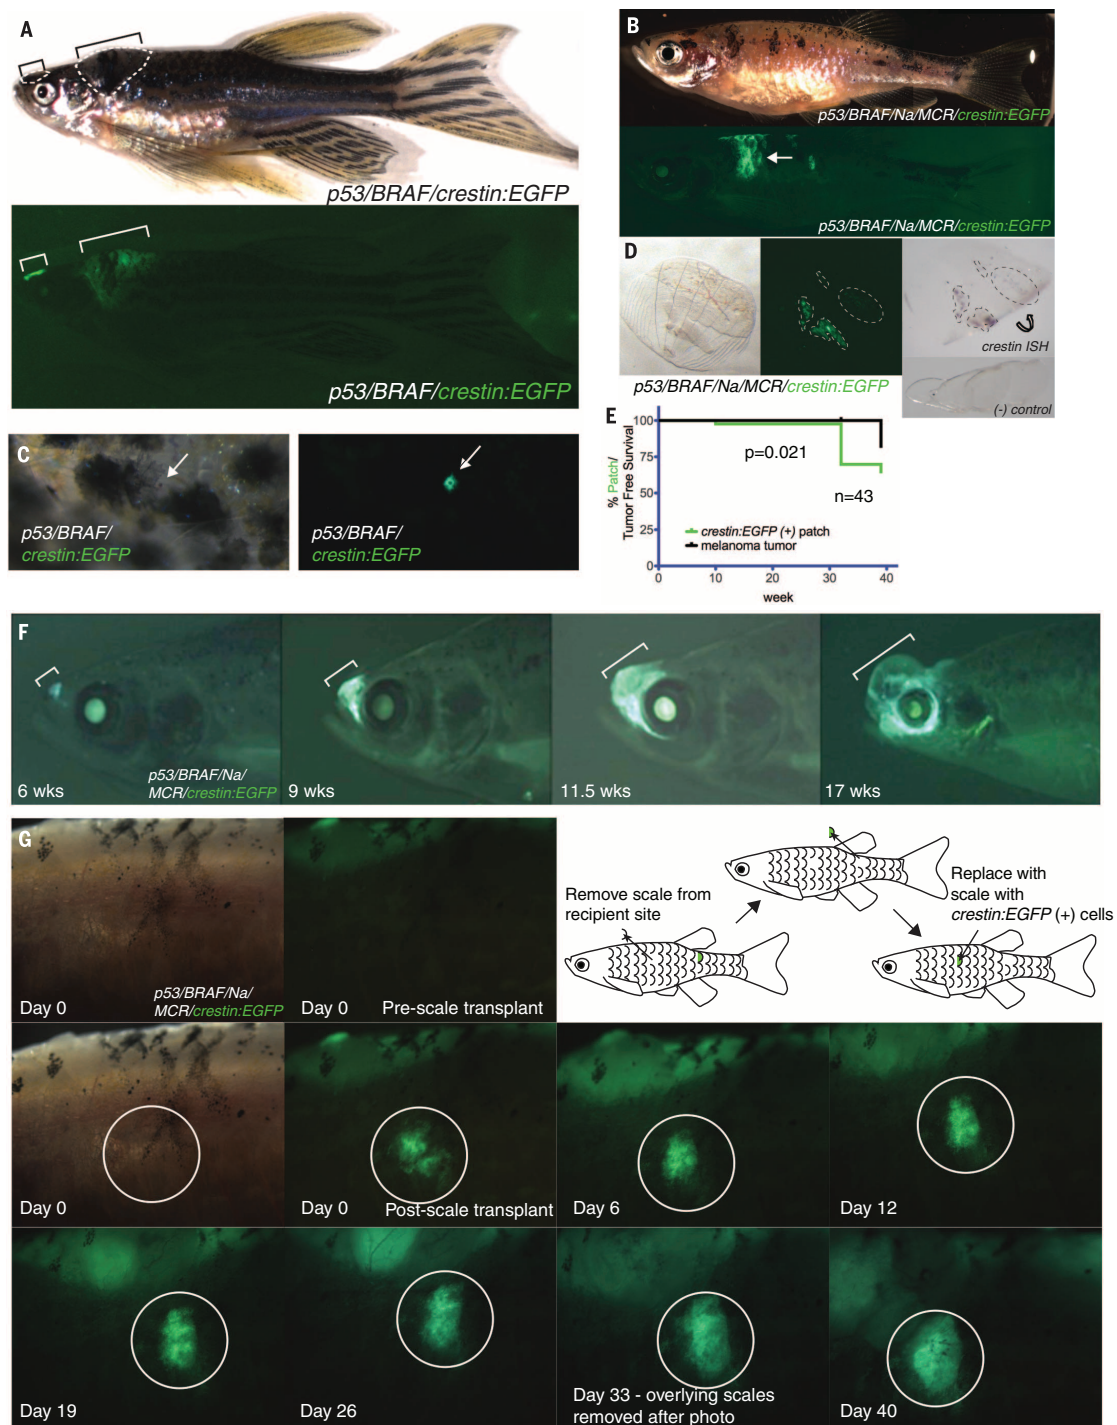 A
p53/BRAF/crestin:EGFP
p53/BRAF/crestin:EGFP
B
p53/BRAF/Na/MCR/crestin:EGFP
p53/BRAF/Na/MCR/crestin:EGFP
C
p53/BRAF/
crestin:EGFP
p53/BRAF/
crestin:EGFP
D
crestin ISH
p53/BRAF/Na/MCR/crestin:EGFP
(-) control
E
% Patch/
Tumor Free Survival
100
75
50
25
0
p=0.021
n=43
crestin:EGFP (+) patch
melanoma tumor
0
10
20
30
40
week
F
6 wks
p53/BRAF/Na/
MCR/crestin:EGFP
9 wks
11.5 wks
17 wks
G
Day 0
p53/BRAF/Na/
MCR/crestin:EGFP
Day 0
Pre-scale transplant
Remove scale from
recipient site
Replace with
scale with
crestin:EGFP (+) cells
Day 0
Day 0
Post-scale transplant
Day 6
Day 12
Day 19
Day 26
Day 33 - overlying scales
removed after photo
Day 40